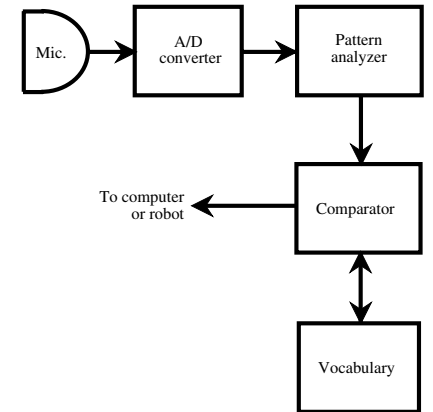 Mic.
A/D
converter
Pattern
analyzer
To computer
or robot
Comparator
Vocabulary